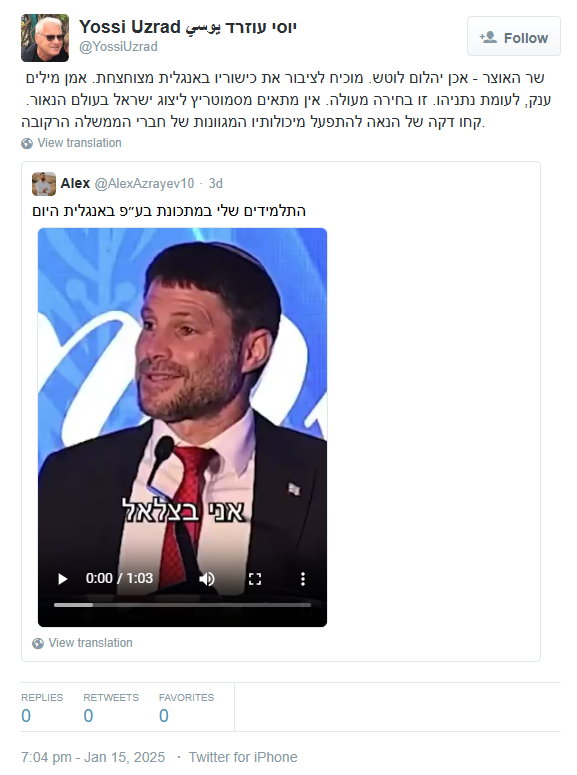 Yossi Uzrad יוסי עוזרד يوسي
@YossiUzrad
Follow
שר האוצר - אכן יהלום לוטש. מוכיח לציבור את כישוריו באנגלית מצוחצחת. אמן מילים
ענק, לעומת נתניהו. זו בחירה מעולה. אין מתאים מסמוטריץ ליצוג ישראל בעולם הנאור.
קחו דקה של הנאה להתפעל מיכולותיו המגוונות של חברי הממשלה הרקובה.
View translation
Alex @AlexAzrayev10 · 3d
התלמידים שלי במתכונת בע״פ באנגלית היום
אני בצלאל
0:00 / 1:03
View translation
REPLIES RETWEETS FAVORITES
0 0 0
7:04 pm - Jan 15, 2025 · Twitter for iPhone